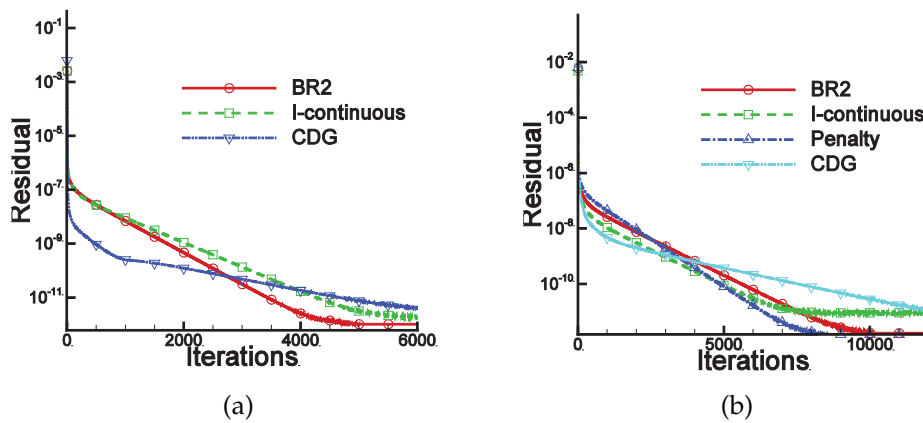 10⁻¹
10⁻³
10⁻⁵
10⁻⁷
10⁻⁹
10⁻¹¹
Residual
BR2
I-continuous
CDG
0 2000 4000 6000
Iterations
(a)
10⁻²
10⁻⁴
10⁻⁶
10⁻⁸
10⁻¹⁰
Residual
BR2
I-continuous
Penalty
CDG
0 5000 10000
Iterations
(b)